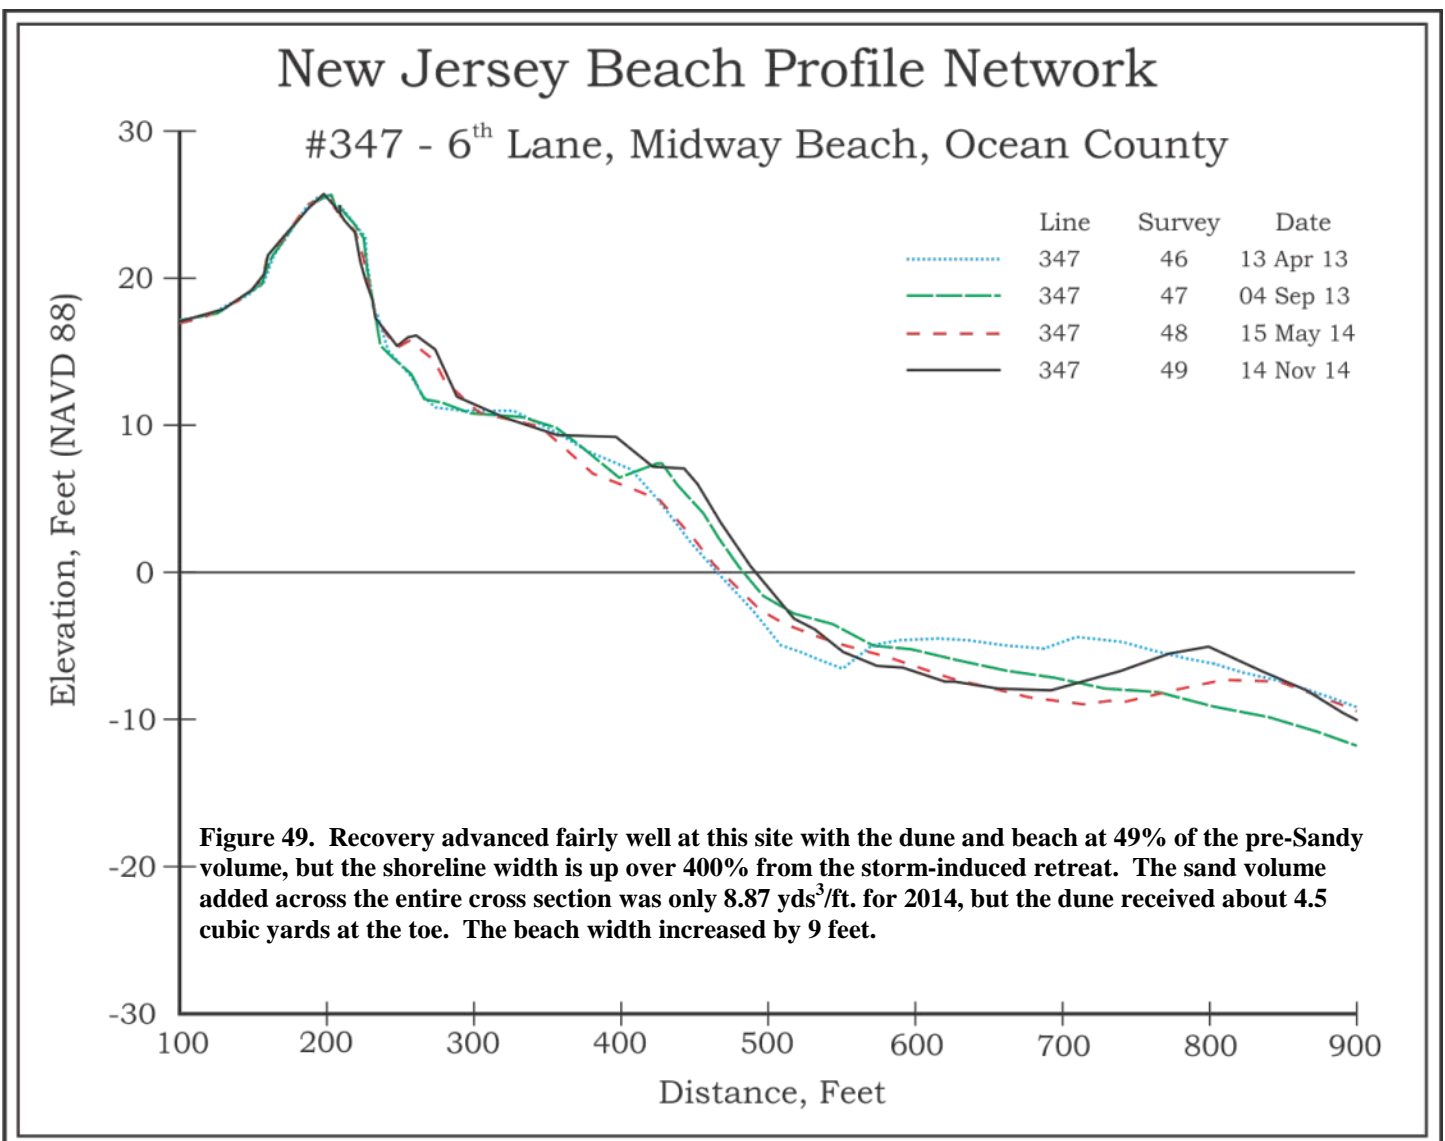 New Jersey Beach Profile Network
#347 - 6th Lane, Midway Beach, Ocean County
Line Survey Date
347 46 13 Apr 13
347 47 04 Sep 13
347 48 15 May 14
347 49 14 Nov 14
Elevation, Feet (NAVD 88)
30
20
10
0
-10
-20
-30
Figure 49. Recovery advanced fairly well at this site with the dune and beach at 49% of the pre-Sandy
volume, but the shoreline width is up over 400% from the storm-induced retreat. The sand volume
added across the entire cross section was only 8.87 yds³/ft. for 2014, but the dune received about 4.5
cubic yards at the toe. The beach width increased by 9 feet.
100 200 300 400 500 600 700 800 900
Distance, Feet